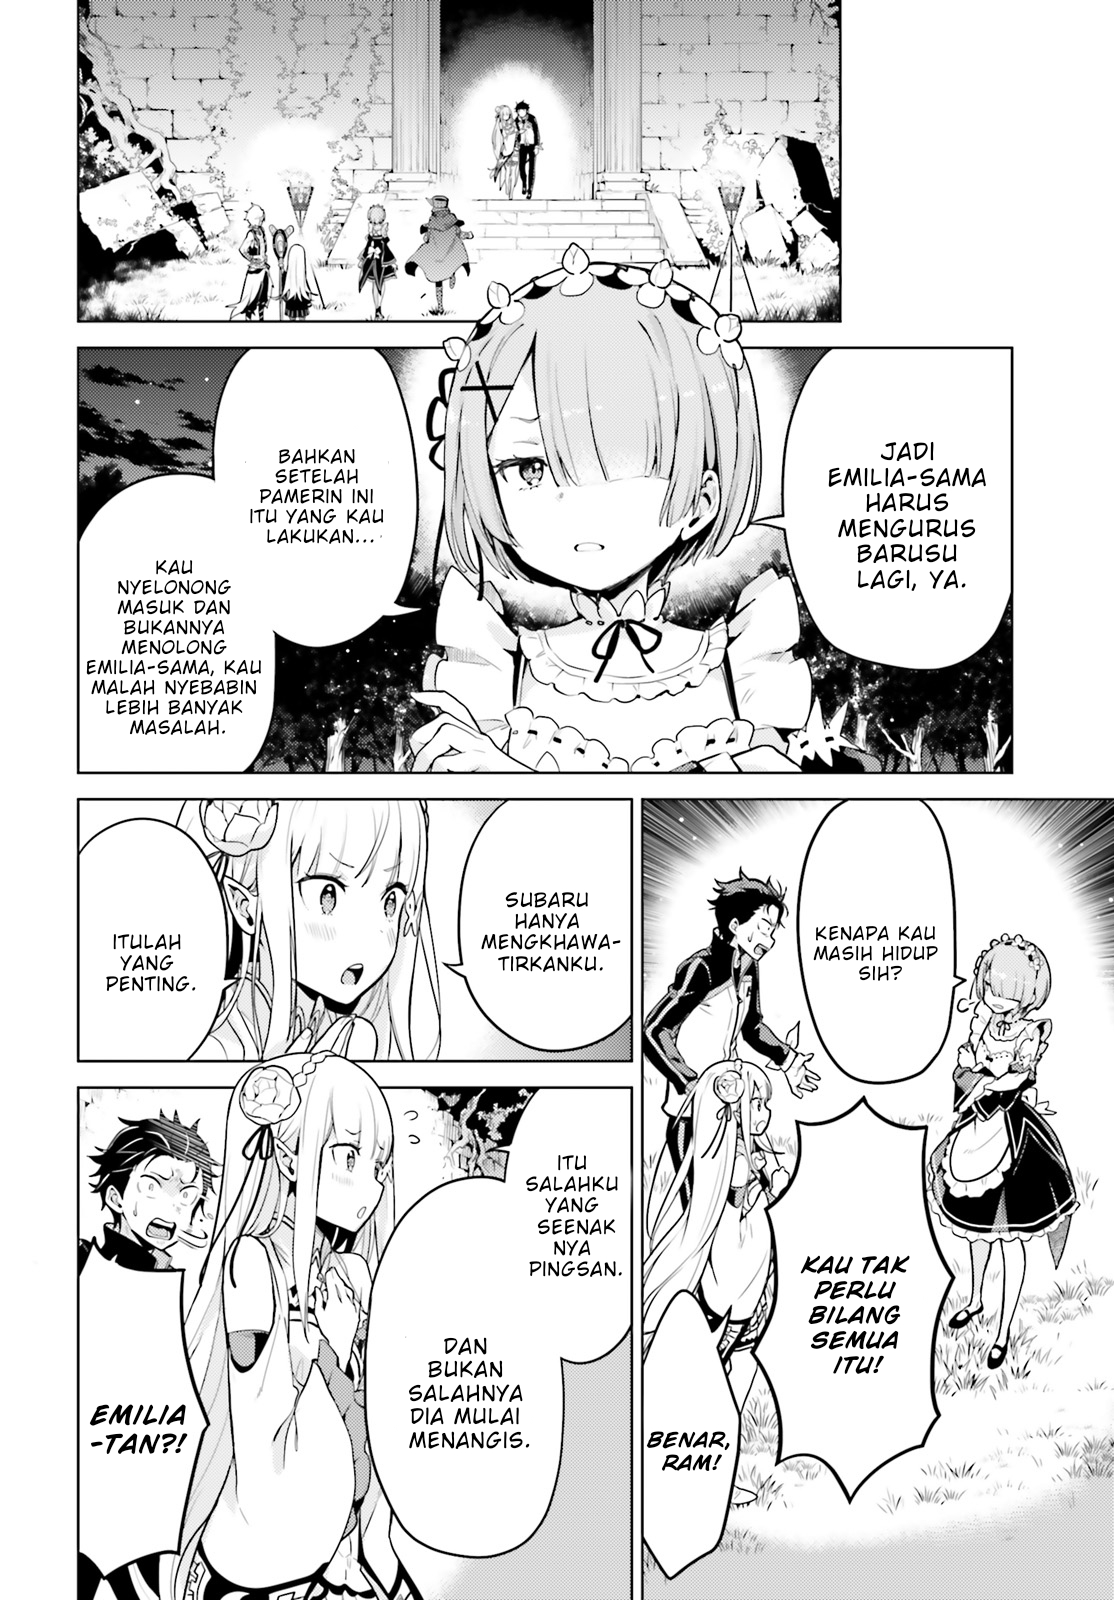 JADI
EMILIA-SAMA
HARUS
MENGURUS
BARUSU
LAGI, YA.
BAHKAN
SETELAH
PAMERIN INI
ITU YANG KAU
LAKUKAN...
KAU
NYELONONG
MASUK DAN
BUKANNYA
MENOLONG
EMILIA-SAMA, KAU
MALAH NYEBABIN
LEBIH BANYAK
MASALAH.
KENAPA KAU
MASIH HIDUP
SIH?
KAU TAK
PERLU
BILANG
SEMUA
ITU!
BENAR,
RAM!
SUBARU
HANYA
MENGKHAWA-
TIRKANKU.
ITULAH
YANG
PENTING.
ITU
SALAHKU
YANG
SEENAK
NYA
PINGSAN.
DAN
BUKAN
SALAHNYA
DIA MULAI
MENANGIS.
EMILIA
-TAN?!